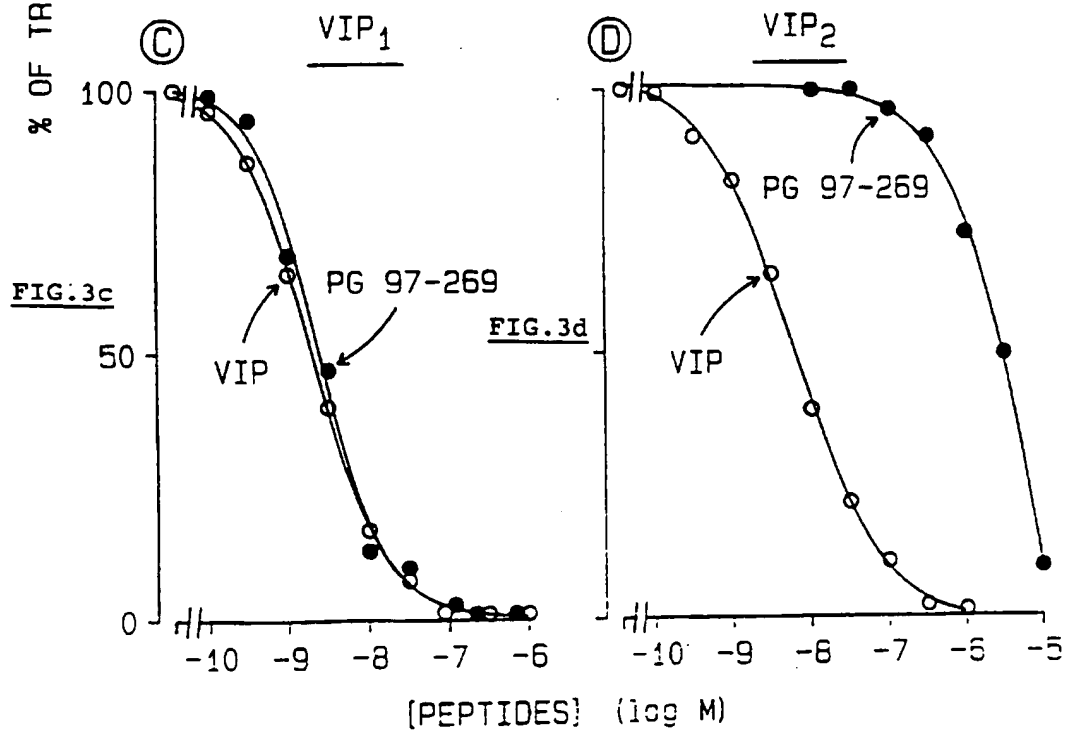 % OF TR
C
VIP1
100
50
0
PG 97-269
VIP
FIG.3c
-10 -9 -8 -7 -6
D
VIP2
PG 97-269
VIP
FIG.3d
-10 -9 -8 -7 -6 -5
[PEPTIDES] (log M)